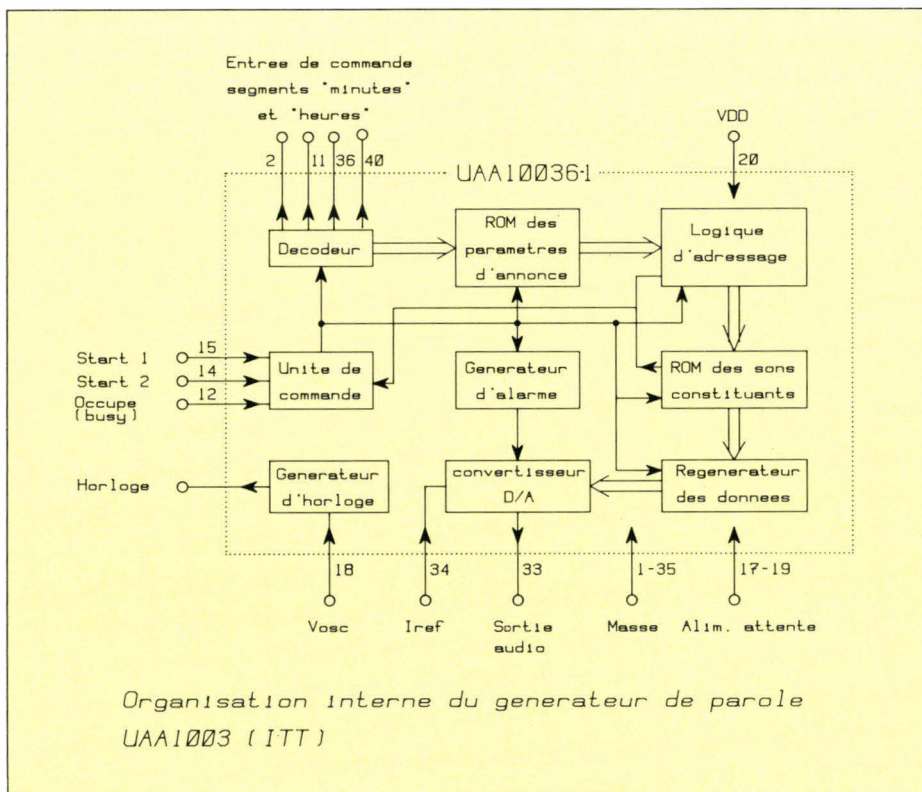 Entree de commande
segments "minutes"
et "heures"
VDD
2
11
36
40
20
UAA10036-1
Decodeur
ROM des
parametres
d'annonce
Logique
d'adressage
Start 1
15
Start 2
14
Occupe
(busy)
12
Unite de
commande
Generateur
d'alarme
ROM des sons
constituants
Horloge
Generateur
d'horloge
convertisseur
D/A
Regenerateur
des donnees
18
34
33
1-35
17-19
Vosc
Iref
Sortie
audio
Masse
Alim. attente
Organisation interne du generateur de parole
UAA1003 (ITT)